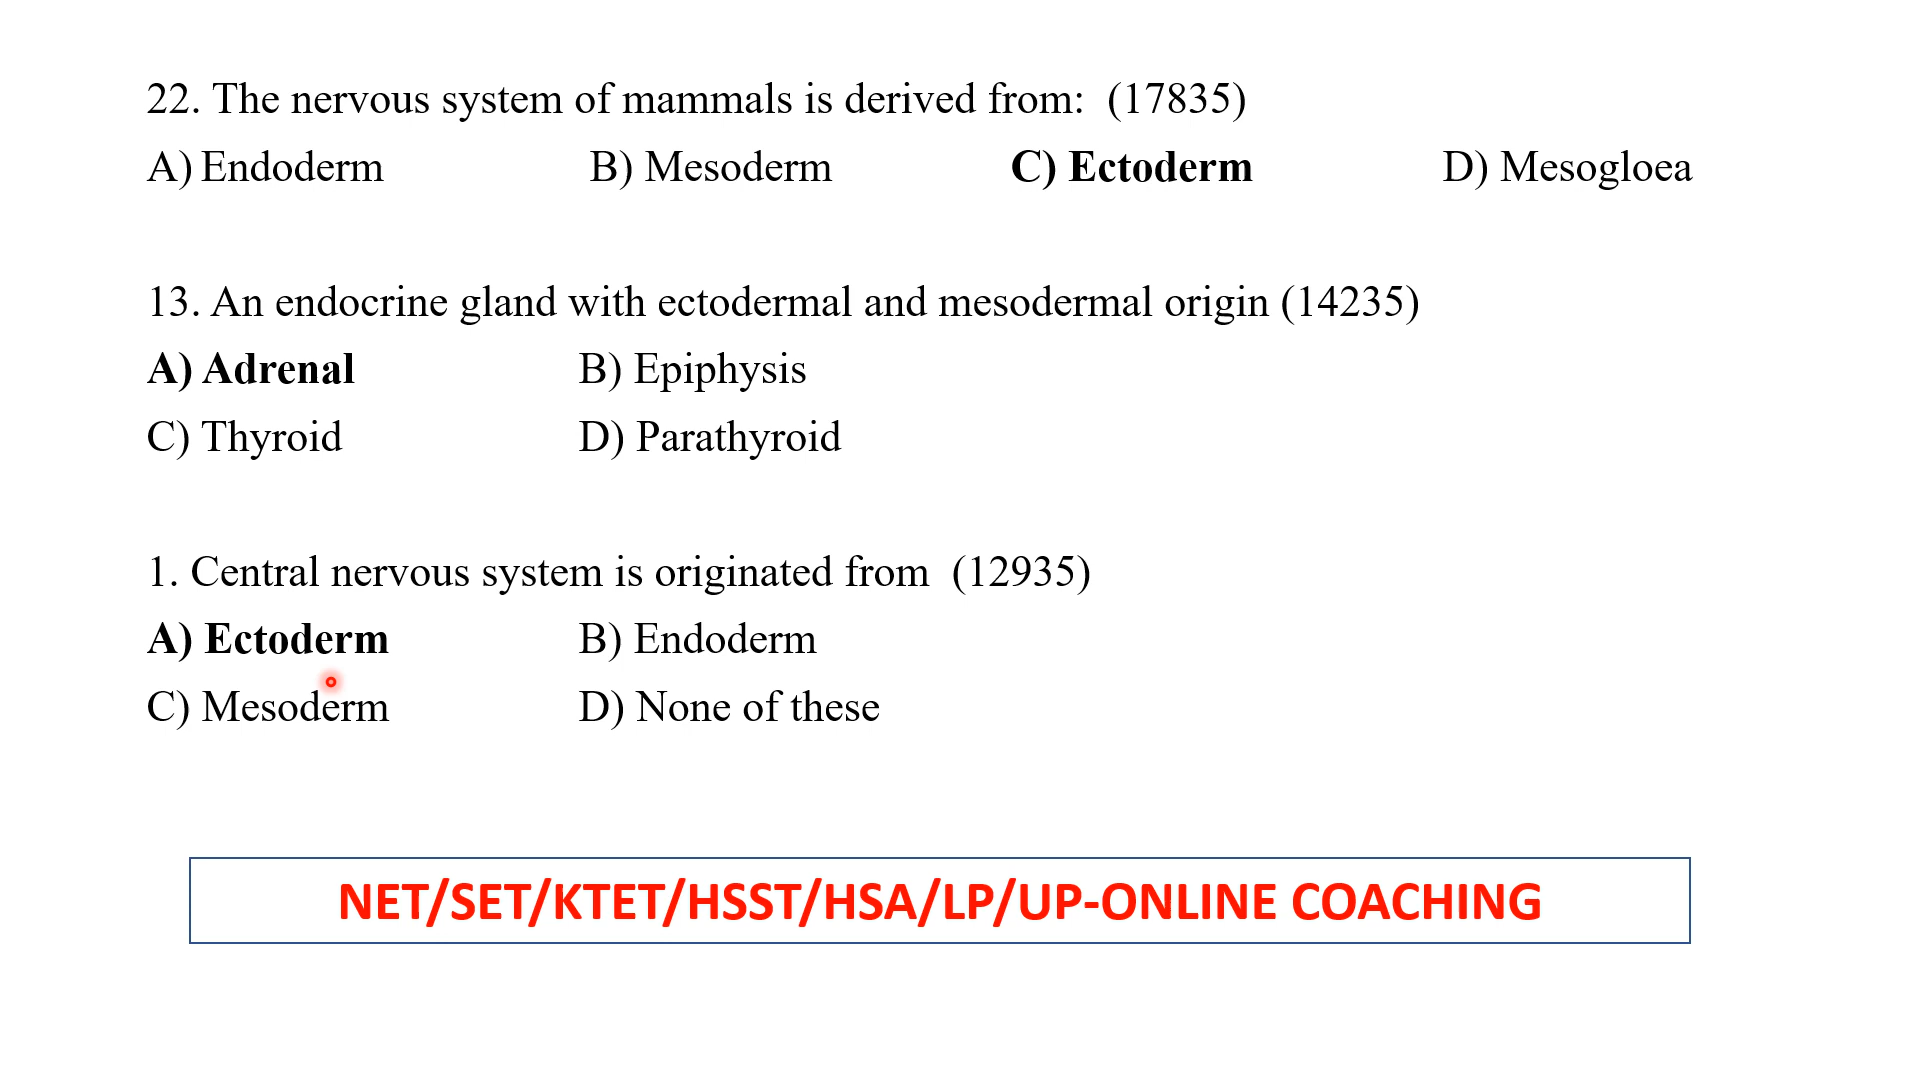 22. The nervous system of mammals is derived from: (17835)
A) Endoderm B) Mesoderm C) Ectoderm D) Mesogloea
13. An endocrine gland with ectodermal and mesodermal origin (14235)
A) Adrenal B) Epiphysis
C) Thyroid D) Parathyroid
1. Central nervous system is originated from (12935)
A) Ectoderm B) Endoderm
C) Mesoderm D) None of these
NET/SET/KTET/HSST/HSA/LP/UP-ONLINE COACHING